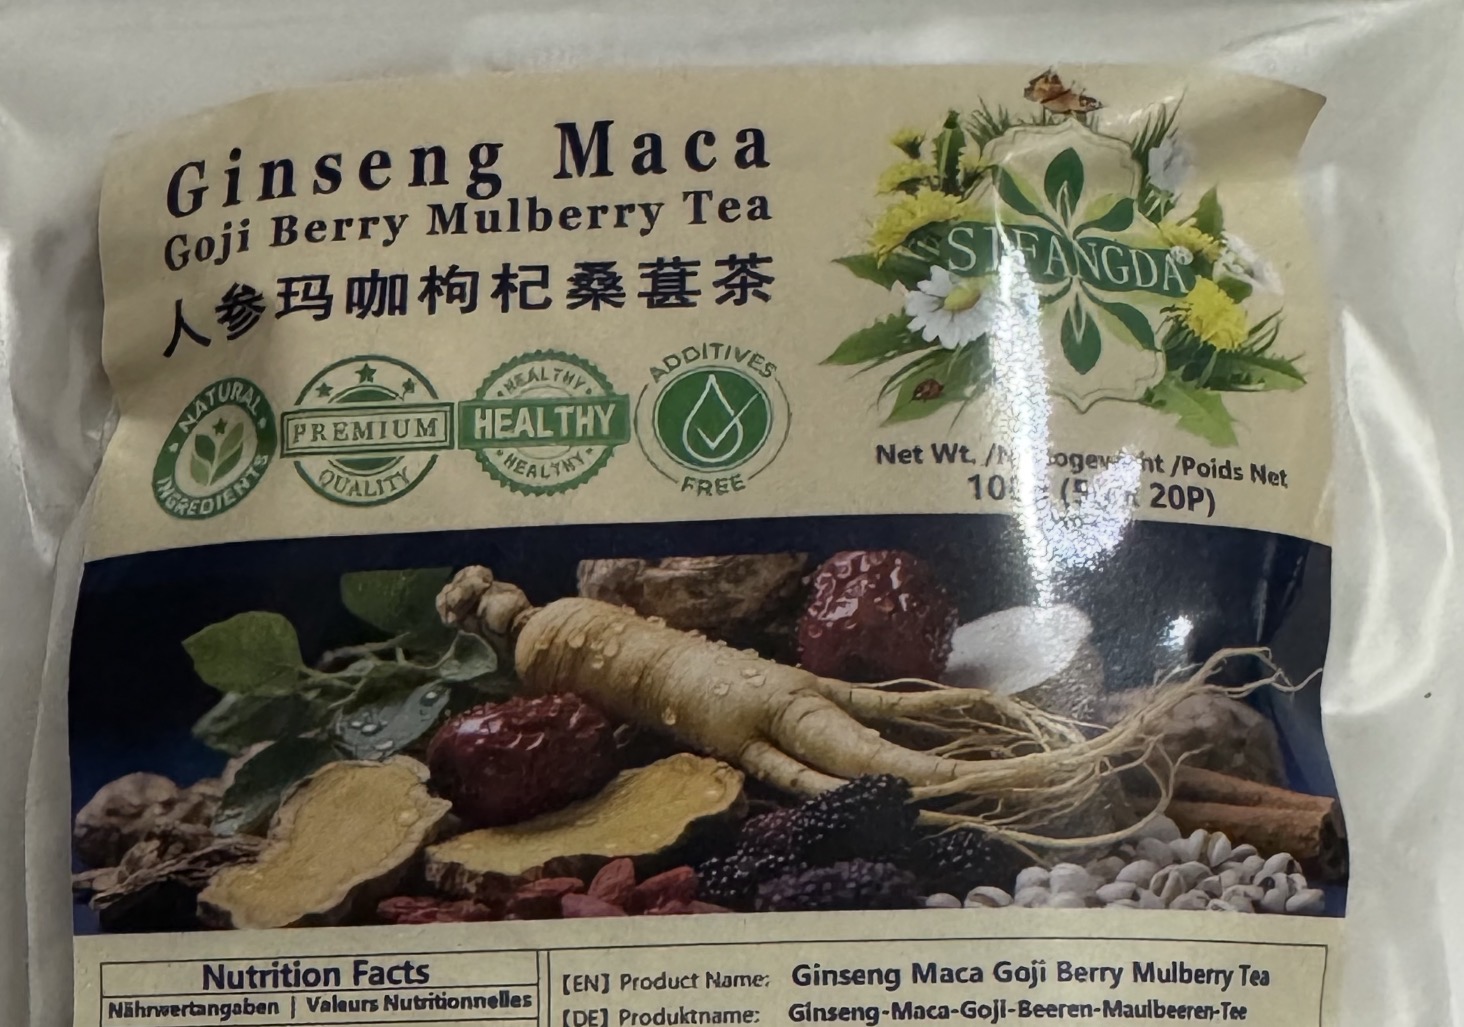 Ginseng Maca
Goji Berry Mulberry Tea
人参玛咖枸杞桑葚茶
NATURAL INGREDIENTS
PREMIUM
QUALITY
HEALTHY
HEALTHY
HEALTHY
ADDITIVES
FREE
Net Wt. / /Poids Net
20P)
Nutrition Facts
Nährwertangaben | Valeurs Nutritionnelles
【EN】 Product Name: Ginseng Maca Goji Berry Mulberry Tea
【DE】 Produktname: Ginseng-Maca-Goji-Beeren-Maulbeeren-Tee